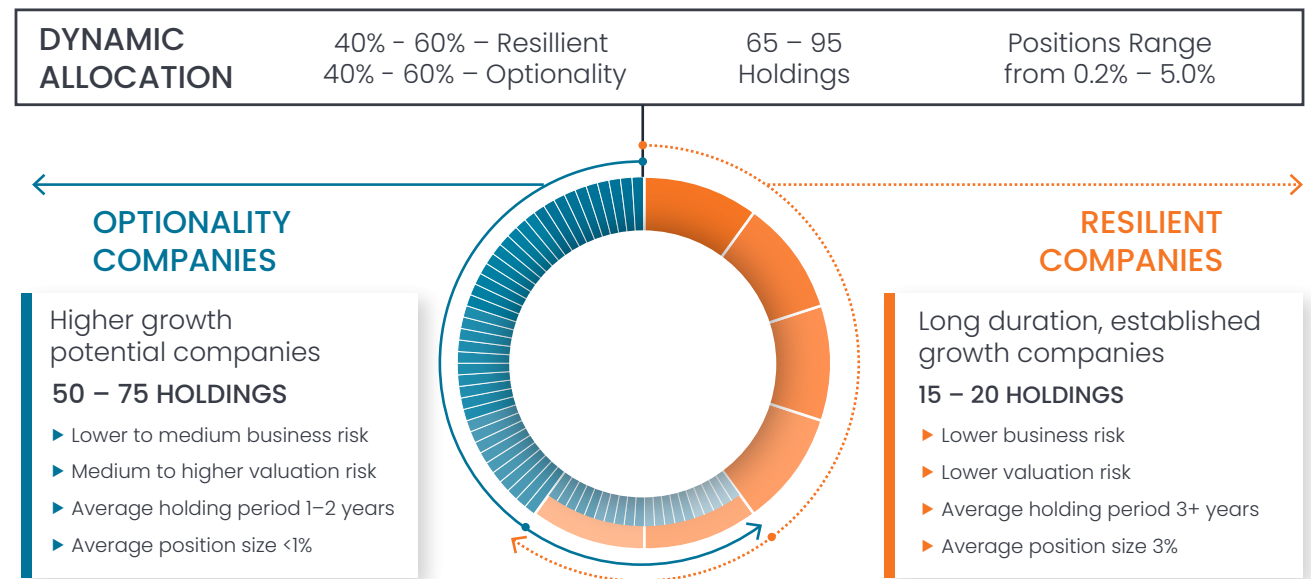 DYNAMIC
ALLOCATION
40% - 60% – Resillient
40% - 60% – Optionality
65 – 95
Holdings
Positions Range
from 0.2% – 5.0%
OPTIONALITY
COMPANIES
Higher growth
potential companies
50 – 75 HOLDINGS
Lower to medium business risk
Medium to higher valuation risk
Average holding period 1–2 years
Average position size <1%
RESILIENT
COMPANIES
Long duration, established
growth companies
15 – 20 HOLDINGS
Lower business risk
Lower valuation risk
Average holding period 3+ years
Average position size 3%